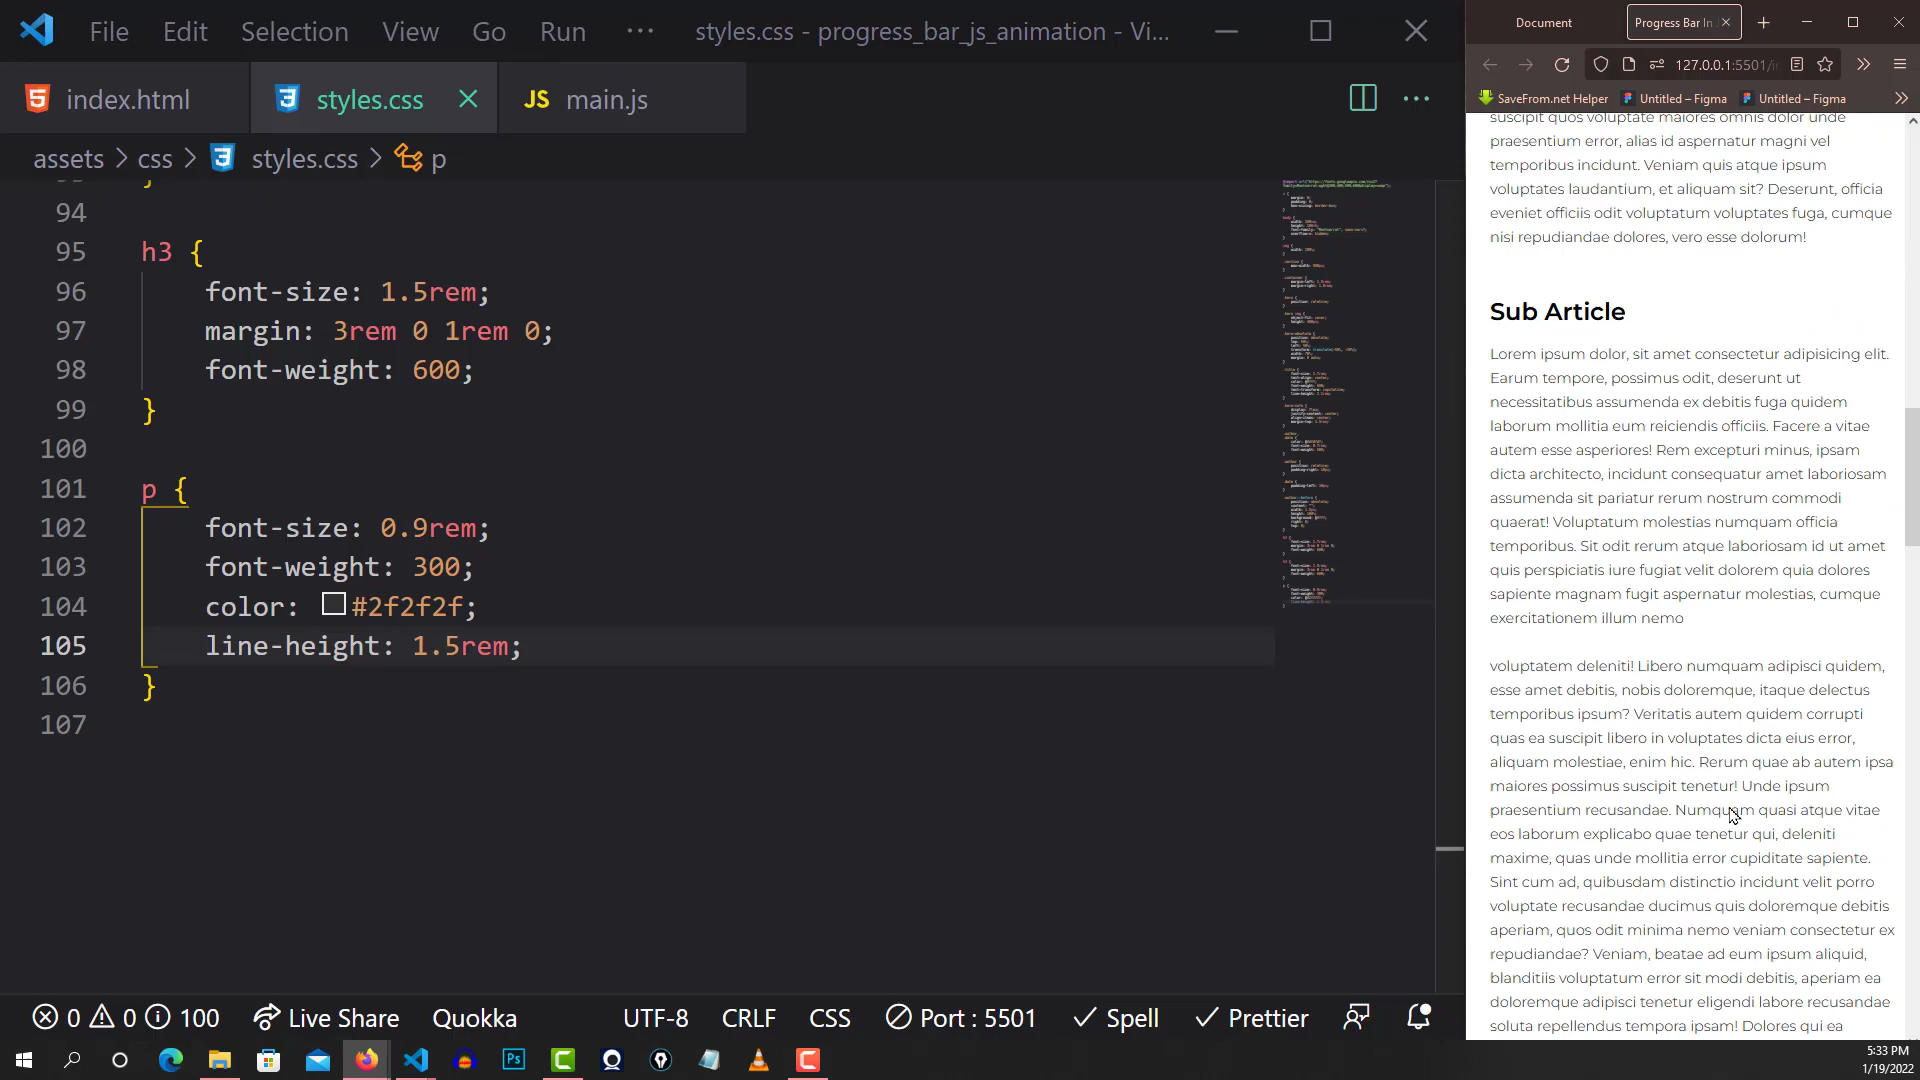 File Edit Selection View Go Run ··· styles.css - progress_bar_js_animation - Vi...
index.html styles.css JS main.js
assets > css > styles.css > p
94
95 h3 {
96 font-size: 1.5rem;
97 margin: 3rem 0 1rem 0;
98 font-weight: 600;
99 }
100
101 p {
102 font-size: 0.9rem;
103 font-weight: 300;
104 color: #2f2f2f;
105 line-height: 1.5rem;
106 }
107
0 0 100 Live Share Quokka UTF-8 CRLF CSS Port : 5501 Spell Prettier
Document Progress Bar In
127.0.0.1:5501/i
SaveFrom.net Helper Untitled – Figma Untitled – Figma
suscipit quos voluptate maiores omnis dolor unde
praesentium error, alias id aspernatur magni vel
temporibus incidunt. Veniam quis atque ipsum
voluptates laudantium, et aliquam sit? Deserunt, officia
eveniet officiis odit voluptatum voluptates fuga, cumque
nisi repudiandae dolores, vero esse dolorum!
Sub Article
Lorem ipsum dolor, sit amet consectetur adipisicing elit.
Earum tempore, possimus odit, deserunt ut
necessitatibus assumenda ex debitis fuga quidem
laborum mollitia eum reiciendis officiis. Facere a vitae
autem esse asperiores! Rem excepturi minus, ipsam
dicta architecto, incidunt consequatur amet laboriosam
assumenda sit pariatur rerum nostrum commodi
quaerat! Voluptatum molestias numquam officia
temporibus. Sit odit rerum atque laboriosam id ut amet
quis perspiciatis iure fugiat velit dolorem quia dolores
sapiente magnam fugit aspernatur molestias, cumque
exercitationem illum nemo
voluptatem deleniti! Libero numquam adipisci quidem,
esse amet debitis, nobis doloremque, itaque delectus
temporibus ipsum? Veritatis autem quidem corrupti
quas ea suscipit libero in voluptates dicta eius error,
aliquam molestiae, enim hic. Rerum quae ab autem ipsa
maiores possimus suscipit tenetur! Unde ipsum
praesentium recusandae. Numquam quasi atque vitae
eos laborum explicabo quae tenetur qui, deleniti
maxime, quas unde mollitia error cupiditate sapiente.
Sint cum ad, quibusdam distinctio incidunt velit porro
voluptate recusandae ducimus quis doloremque debitis
aperiam, quos odit minima nemo veniam consectetur ex
repudiandae? Veniam, beatae ad eum ipsum aliquid,
blanditiis voluptatum error sit modi debitis, aperiam ea
doloremque adipisci tenetur eligendi labore recusandae
soluta repellendus tempora ipsam! Dolores qui ea
Ps
5:33 PM
1/19/2022